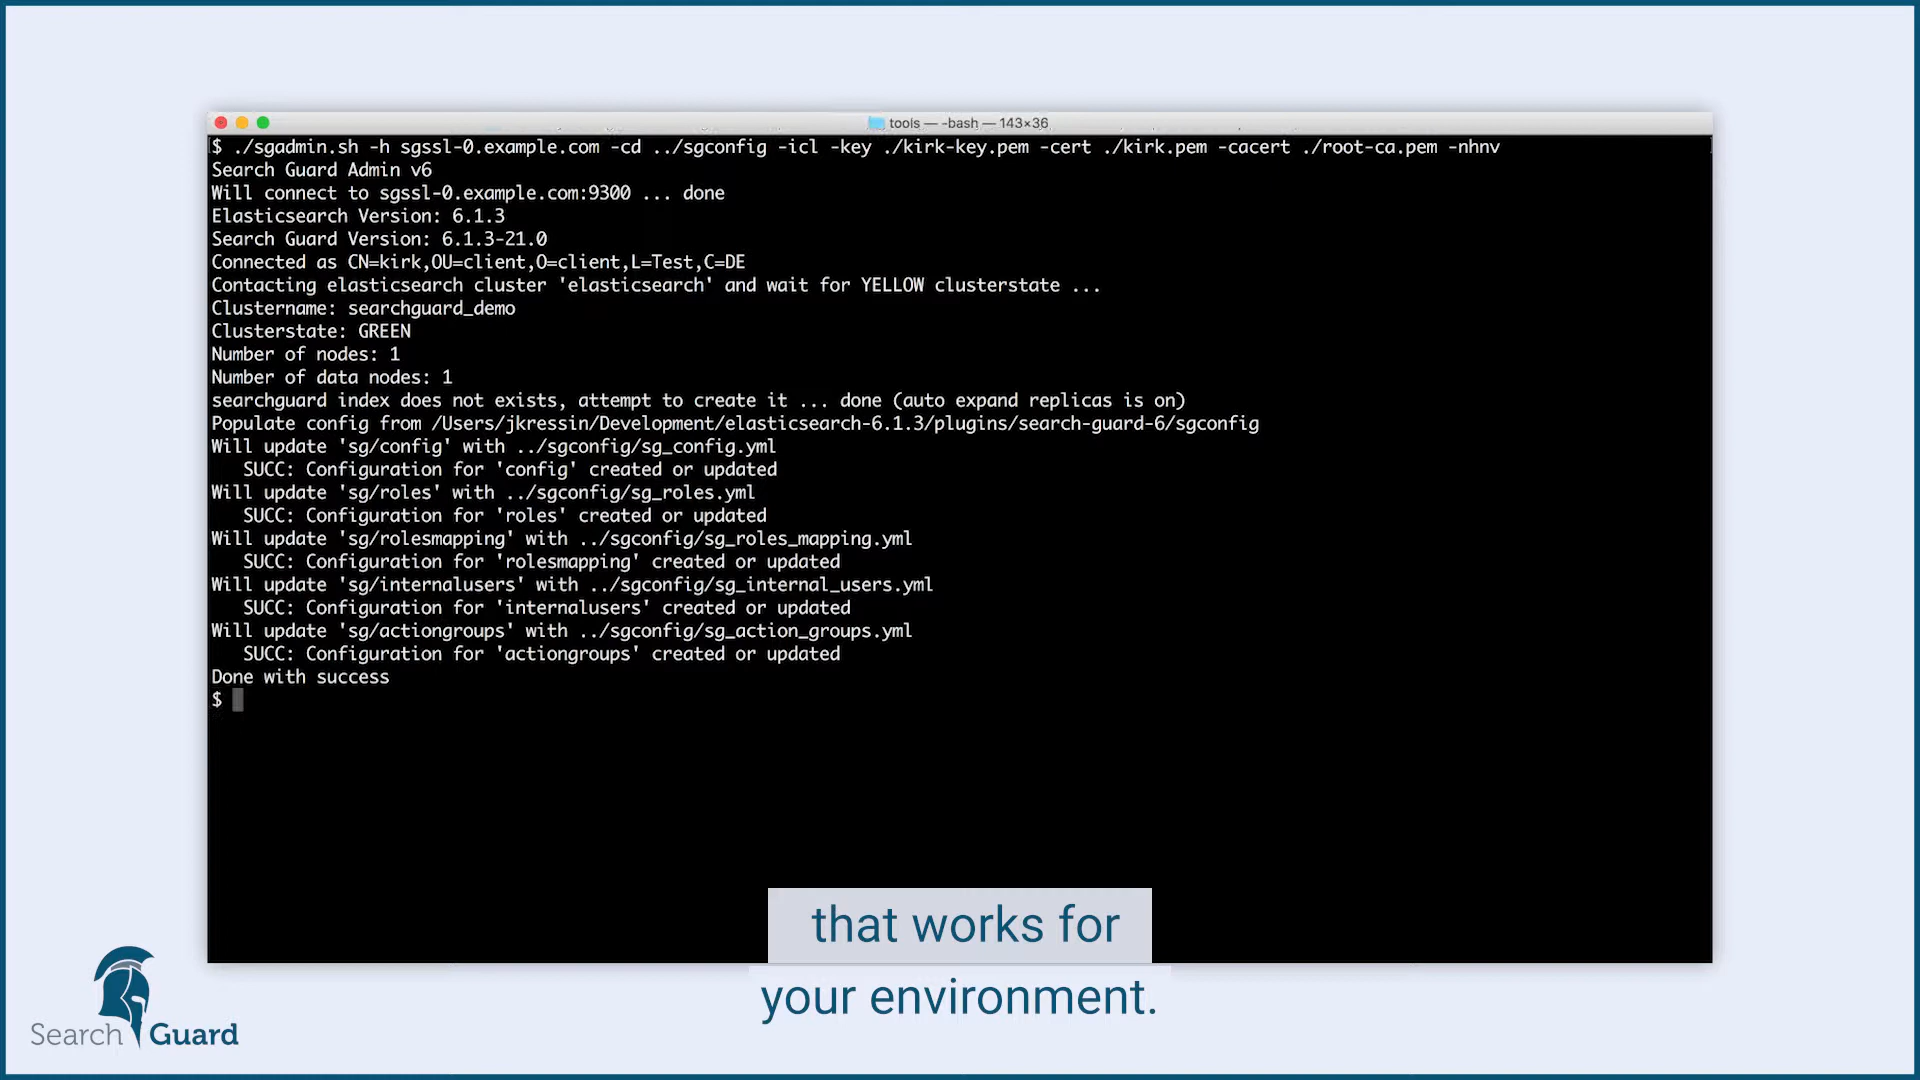 tools — -bash — 143×36
$ ./sgadmin.sh -h sgssl-0.example.com -cd ../sgconfig -icl -key ./kirk-key.pem -cert ./kirk.pem -cacert ./root-ca.pem -nhnv
Search Guard Admin v6
Will connect to sgssl-0.example.com:9300 ... done
Elasticsearch Version: 6.1.3
Search Guard Version: 6.1.3-21.0
Connected as CN=kirk,OU=client,O=client,L=Test,C=DE
Contacting elasticsearch cluster 'elasticsearch' and wait for YELLOW clusterstate ...
Clustername: searchguard_demo
Clusterstate: GREEN
Number of nodes: 1
Number of data nodes: 1
searchguard index does not exists, attempt to create it ... done (auto expand replicas is on)
Populate config from /Users/jkressin/Development/elasticsearch-6.1.3/plugins/search-guard-6/sgconfig
Will update 'sg/config' with ../sgconfig/sg_config.yml
   SUCC: Configuration for 'config' created or updated
Will update 'sg/roles' with ../sgconfig/sg_roles.yml
   SUCC: Configuration for 'roles' created or updated
Will update 'sg/rolesmapping' with ../sgconfig/sg_roles_mapping.yml
   SUCC: Configuration for 'rolesmapping' created or updated
Will update 'sg/internalusers' with ../sgconfig/sg_internal_users.yml
   SUCC: Configuration for 'internalusers' created or updated
Will update 'sg/actiongroups' with ../sgconfig/sg_action_groups.yml
   SUCC: Configuration for 'actiongroups' created or updated
Done with success
$
that works for
your environment.
Search Guard